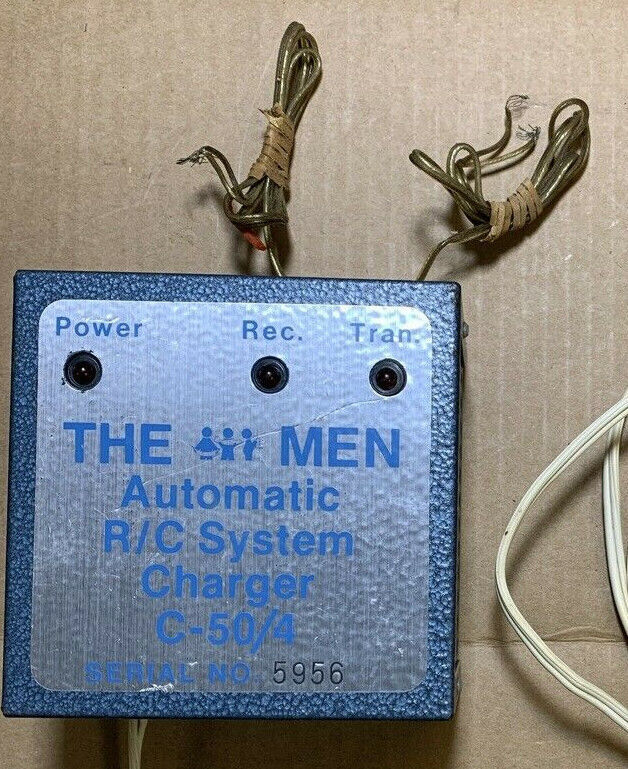 Power Rec. Tran.
THE MEN
Automatic
R/C System
Charger
C-50/4
SERIAL NO. 5956